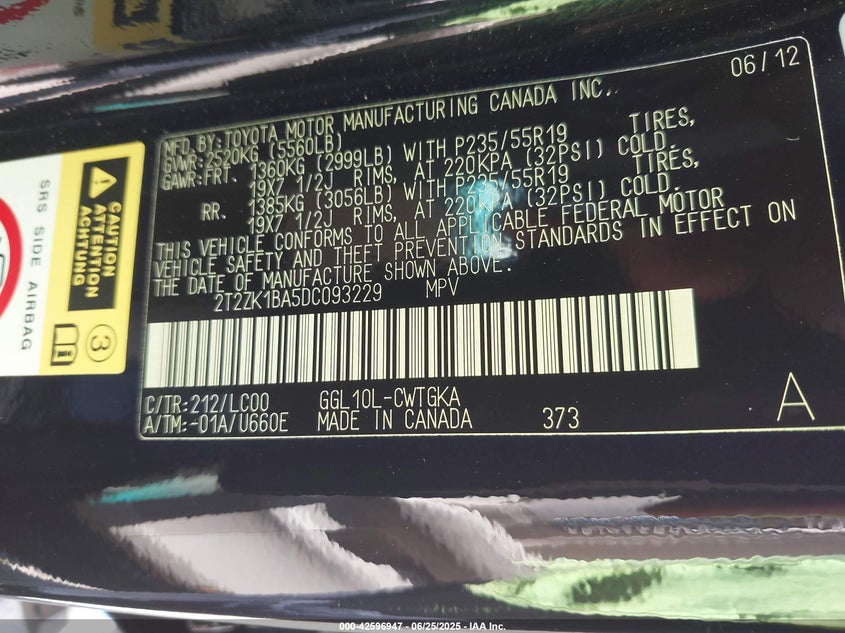 06/12
MFD.BY:TOYOTA MOTOR MANUFACTURING CANADA INC.
GVWR:2520KG (5560LB)
GAWR:FRT. 1360KG (2999LB) WITH P235/55R19 TIRES,
19X7 1/2J RIMS, AT 220KPA (32PSI) COLD.
RR. 1385KG (3056LB) WITH P235/55R19 TIRES,
19X7 1/2J RIMS, AT 220KPA (32PSI) COLD.
THIS VEHICLE CONFORMS TO ALL APPLICABLE FEDERAL MOTOR
VEHICLE SAFETY AND THEFT PREVENTION STANDARDS IN EFFECT ON
THE DATE OF MANUFACTURE SHOWN ABOVE.
2T2ZK1BA5DC093229 MPV
C/TR:212/LC00 GGL10L-CWTGKA
A/TM:-01A/U660E MADE IN CANADA 373
A
CAUTION
ATTENTION
ACHTUNG
SRS SIDE AIRBAG
3
000-42596947 - 06/25/2025 - IAA Inc.